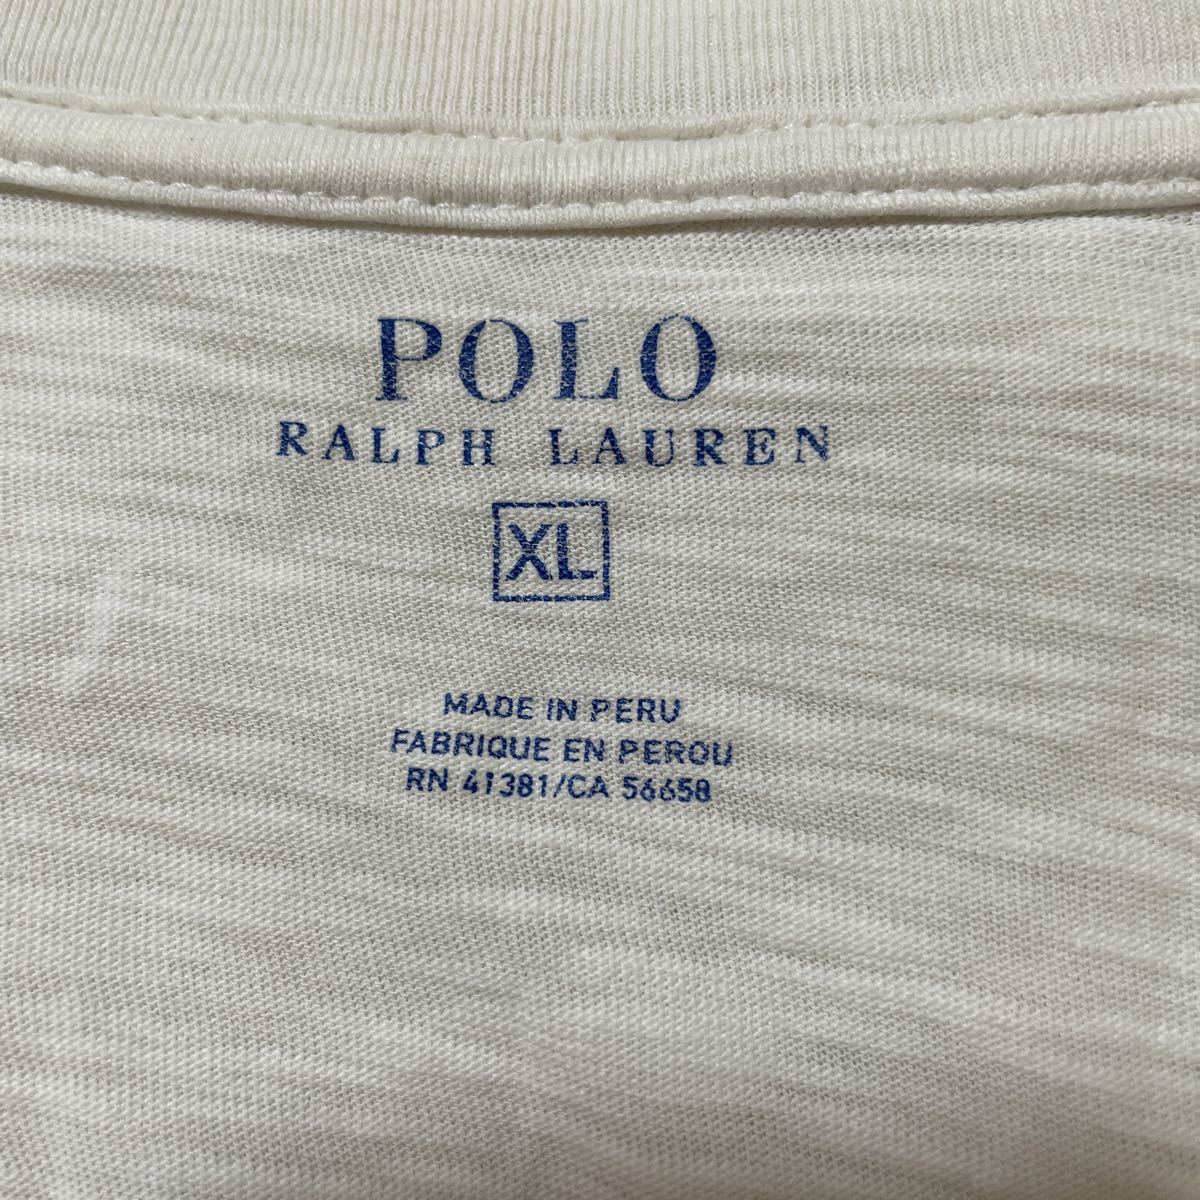 POLO
RALPH LAUREN
XL
MADE IN PERU
FABRIQUE EN PEROU
RN 41381/CA 56658